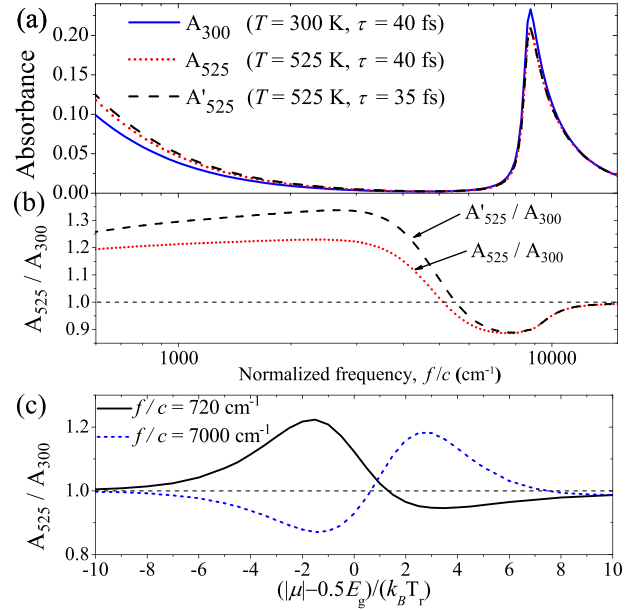 (a)
A300 (T = 300 K, τ = 40 fs)
A525 (T = 525 K, τ = 40 fs)
A'525 (T = 525 K, τ = 35 fs)
Absorbance
0.20
0.15
0.10
0.05
0.00
(b)
A'525 / A300
A525 / A300
A525 / A300
1.3
1.2
1.1
1.0
0.9
1000
10000
Normalized frequency, f/c (cm-1)
(c)
f/c = 720 cm-1
f/c = 7000 cm-1
A525 / A300
1.2
1.0
0.8
-10 -8 -6 -4 -2 0 2 4 6 8 10
(|μ|−0.5Eg)/(kBTr)